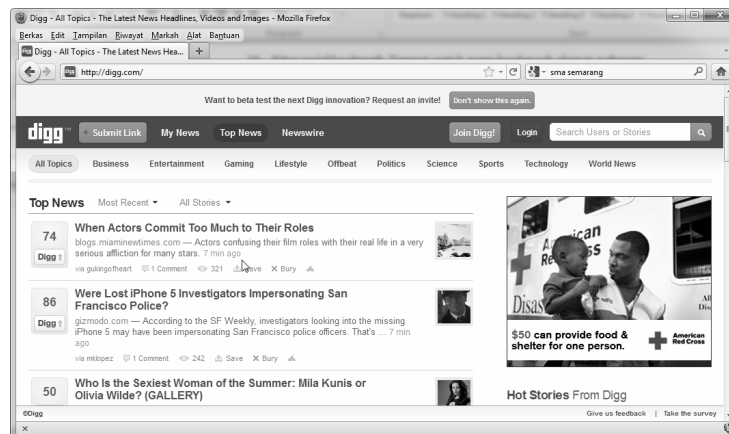 Digg - All Topics - The Latest News Headlines, Videos and Images - Mozilla Firefox
Berkas Edit Tampilan Riwayat Markah Alat Bantuan
Digg - All Topics - The Latest News Hea... +
http://digg.com/ sma semarang
Want to beta test the next Digg innovation? Request an invite! Don't show this again.
digg + Submit Link My News Top News Newswire Join Digg! Login Search Users or Stories
All Topics Business Entertainment Gaming Lifestyle Offbeat Politics Science Sports Technology World News
Top News Most Recent All Stories
74
Digg
When Actors Commit Too Much to Their Roles
blogs.miaminewtimes.com — Actors confusing their film roles with their real life in a very
serious affliction for many stars. 7 min ago
via gukingofheart 1 Comment 321 Save X Bury
86
Digg
Were Lost iPhone 5 Investigators Impersonating San
Francisco Police?
gizmodo.com — According to the SF Weekly, investigators looking into the missing
iPhone 5 may have been impersonating San Francisco police officers. That's ... 7 min
ago
via mklopez 1 Comment 242 Save X Bury
50
Who Is the Sexiest Woman of the Summer: Mila Kunis or
Olivia Wilde? (GALLERY)
American
Red Cross
Disas
$50 can provide food &
shelter for one person.
American
Red Cross
Hot Stories From Digg
©Digg Give us feedback | Take the survey
x